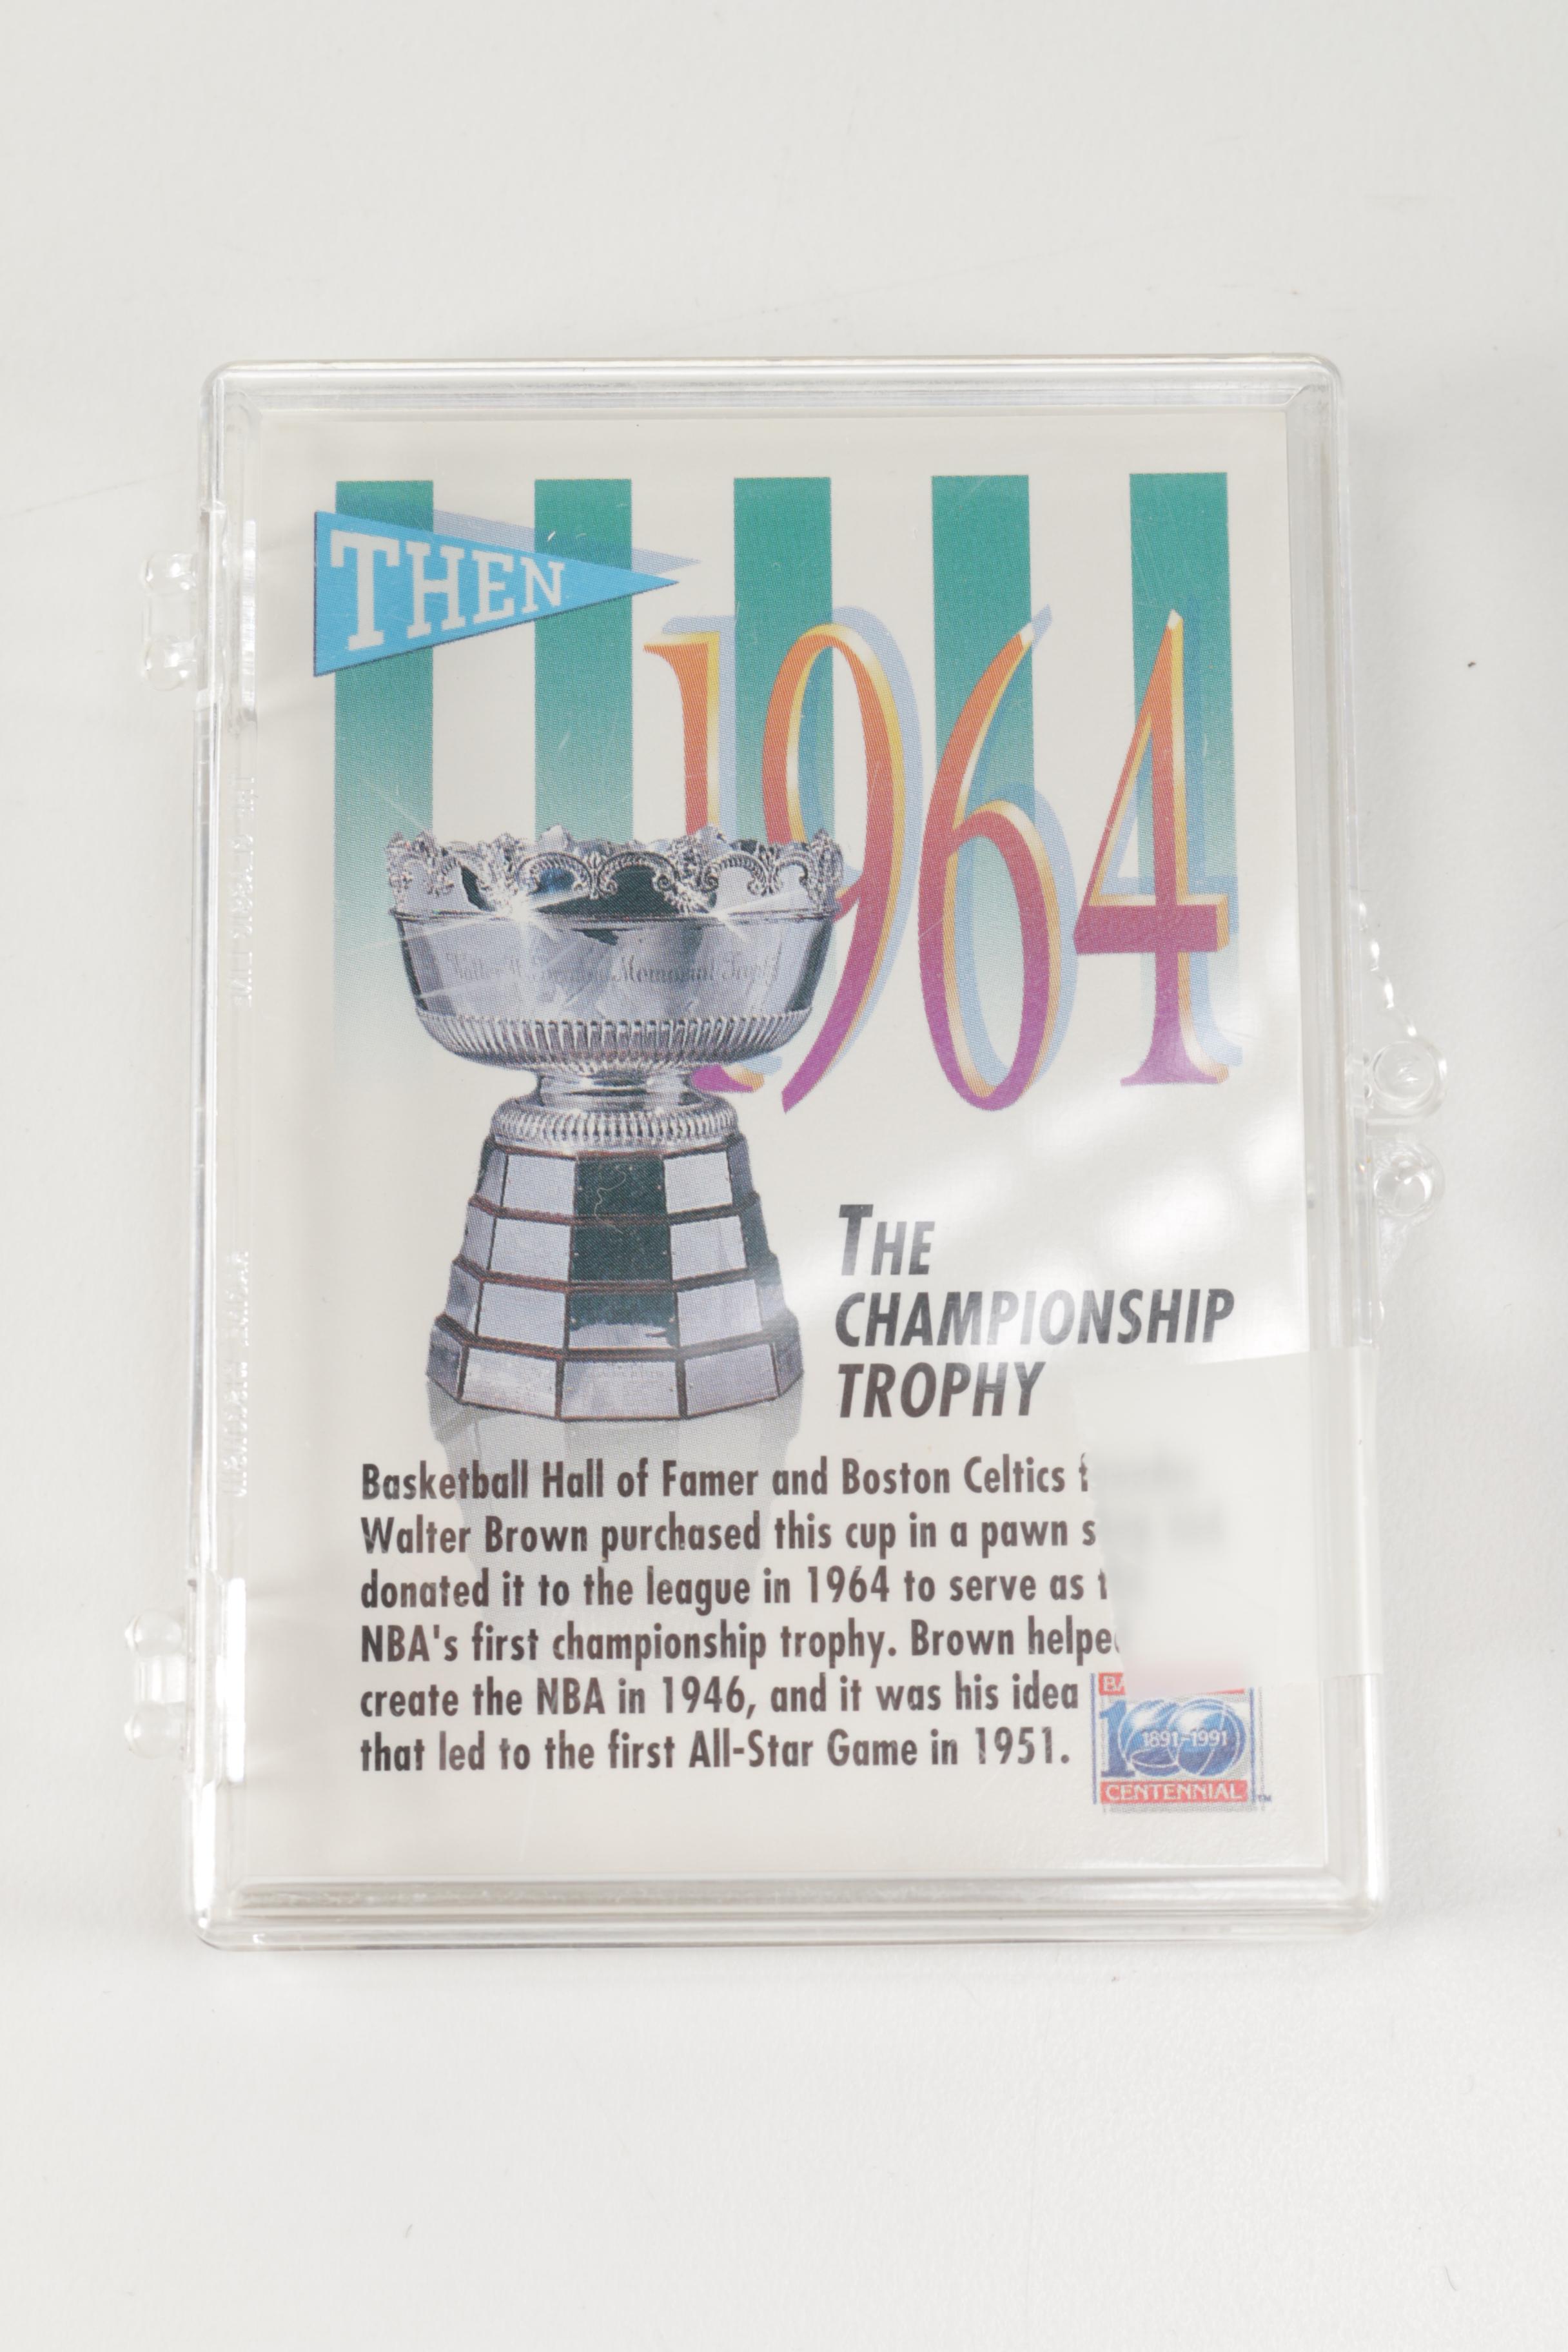 THEN
1964
THE
CHAMPIONSHIP
TROPHY
Basketball Hall of Famer and Boston Celtics
Walter Brown purchased this cup in a pawn
donated it to the league in 1964 to serve as
NBA's first championship trophy. Brown
create the NBA in 1946, and it was his idea
that led to the first All-Star Game in 1951.
100
1891-1991
CENTENNIAL TM
Memorial